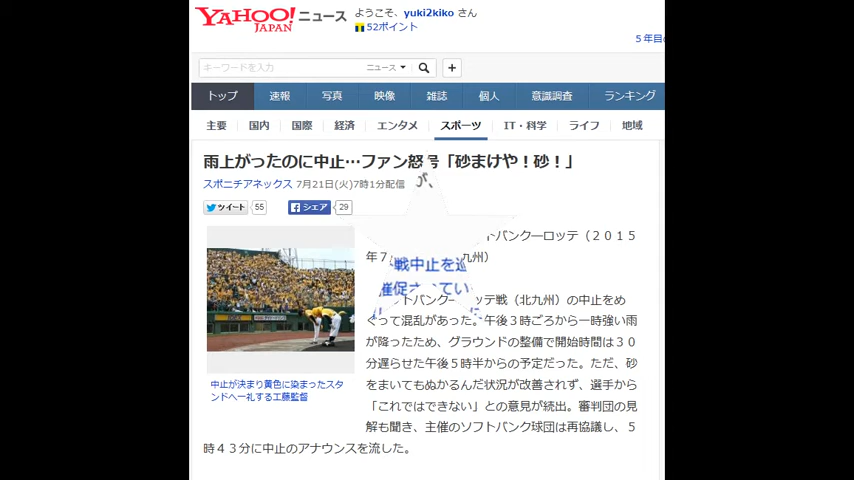 YAHOO! JAPAN ニュース
ようこそ、yuki2kiko さん
52ポイント
5年目
キーワードを入力 ニュース
トップ 速報 写真 映像 雑誌 個人 意識調査 ランキング
主要 国内 国際 経済 エンタメ スポーツ IT・科学 ライフ 地域
雨上がったのに中止…ファン怒号「砂まけや！砂！」
スポニチアネックス 7月21日(火)7時1分配信
が、
ツイート 55 シェア 29
トバンク―ロッテ（２０１５
年７ 九州）
戦中止を
催促 てい
ソフトバンク―ロッテ戦（北九州）の中止をめ
ぐって混乱があった。午後３時ごろから一時強い雨
が降ったため、グラウンドの整備で開始時間は３０
分遅らせた午後５時半からの予定だった。ただ、砂
をまいてもぬかるんだ状況が改善されず、選手から
「これではできない」との意見が続出。審判団の見
解も聞き、主催のソフトバンク球団は再協議し、５
時４３分に中止のアナウンスを流した。
中止が決まり黄色に染まったスタ
ンドへ一礼する工藤監督